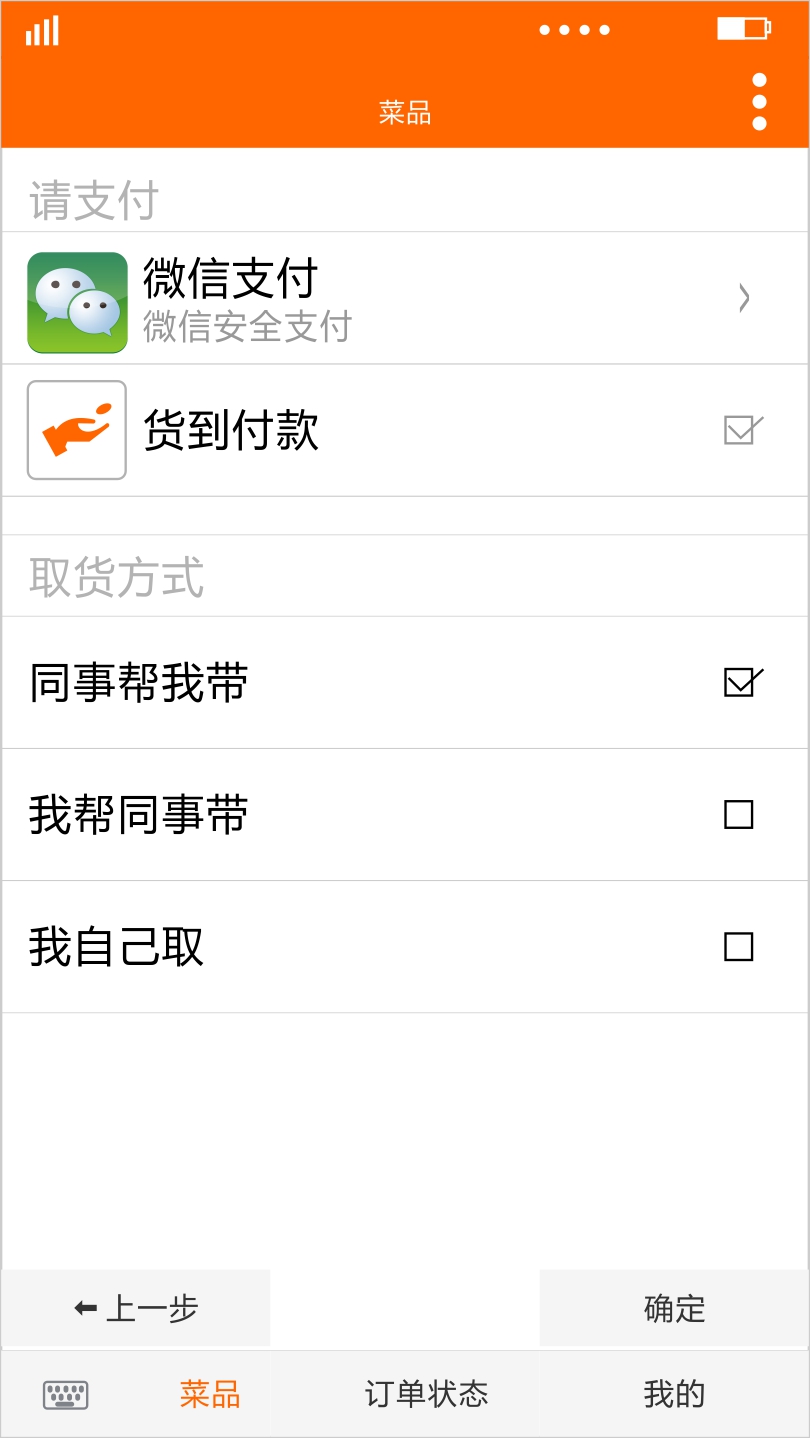 菜品
请支付
微信支付
微信安全支付
货到付款
取货方式
同事帮我带
我帮同事带
我自己取
上一步
确定
菜品
订单状态
我的